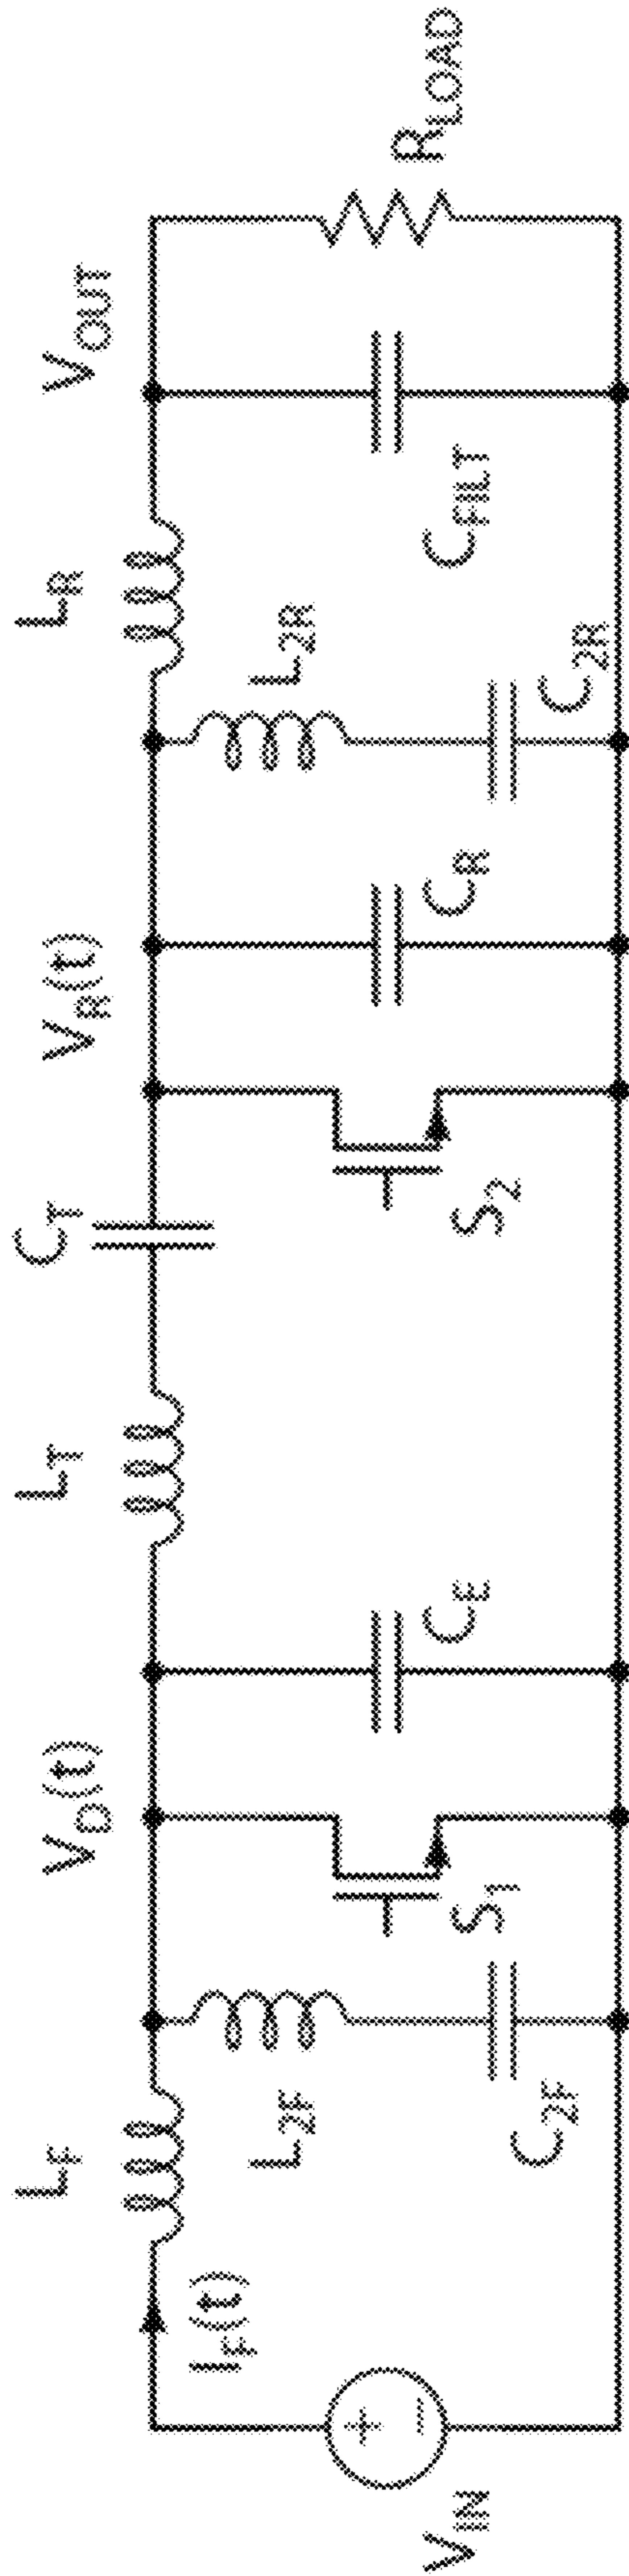 V_IN
+
−
I_F(t)
L_F
L_2F
C_2F
S_1
V_D(t)
C_E
L_T
C_T
S_2
V_R(t)
C_R
L_2R
C_2R
L_R
C_FILT
V_OUT
R_LOAD